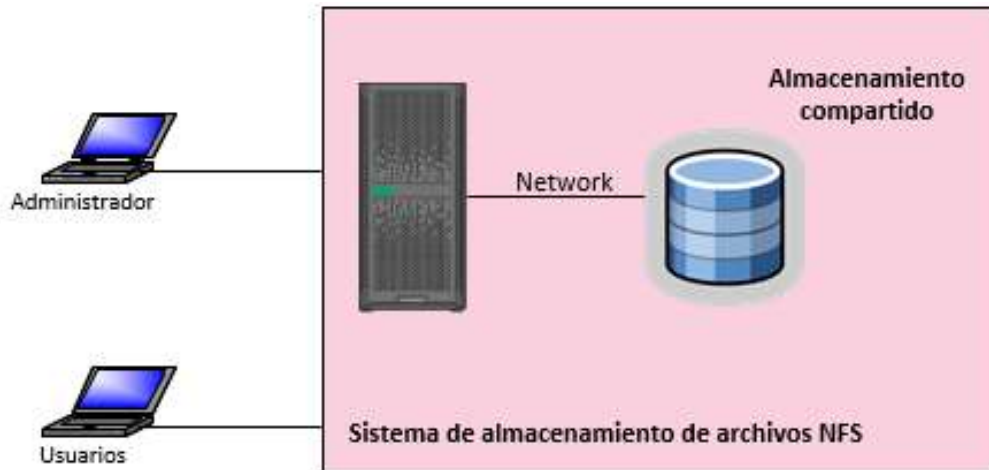 Almacenamiento
compartido
Network
Administrador
Sistema de almacenamiento de archivos NFS
Usuarios